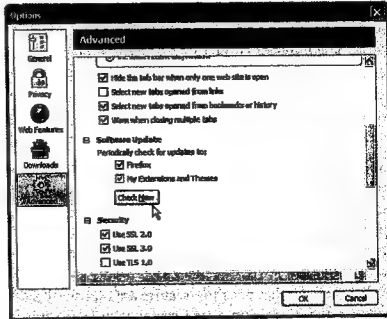 Options
Advanced
General
Privacy
Web Features
Downloads
Advanced
Hide the tab bar when only one web site is open
Select new tabs opened from links
Select new tabs opened from bookmarks or history
Warn when closing multiple tabs
Software Update
Periodically check for updates to:
Firefox
My Extensions and Themes
Check Now
Security
Use SSL 2.0
Use SSL 3.0
Use TLS 1.0
OK
Cancel